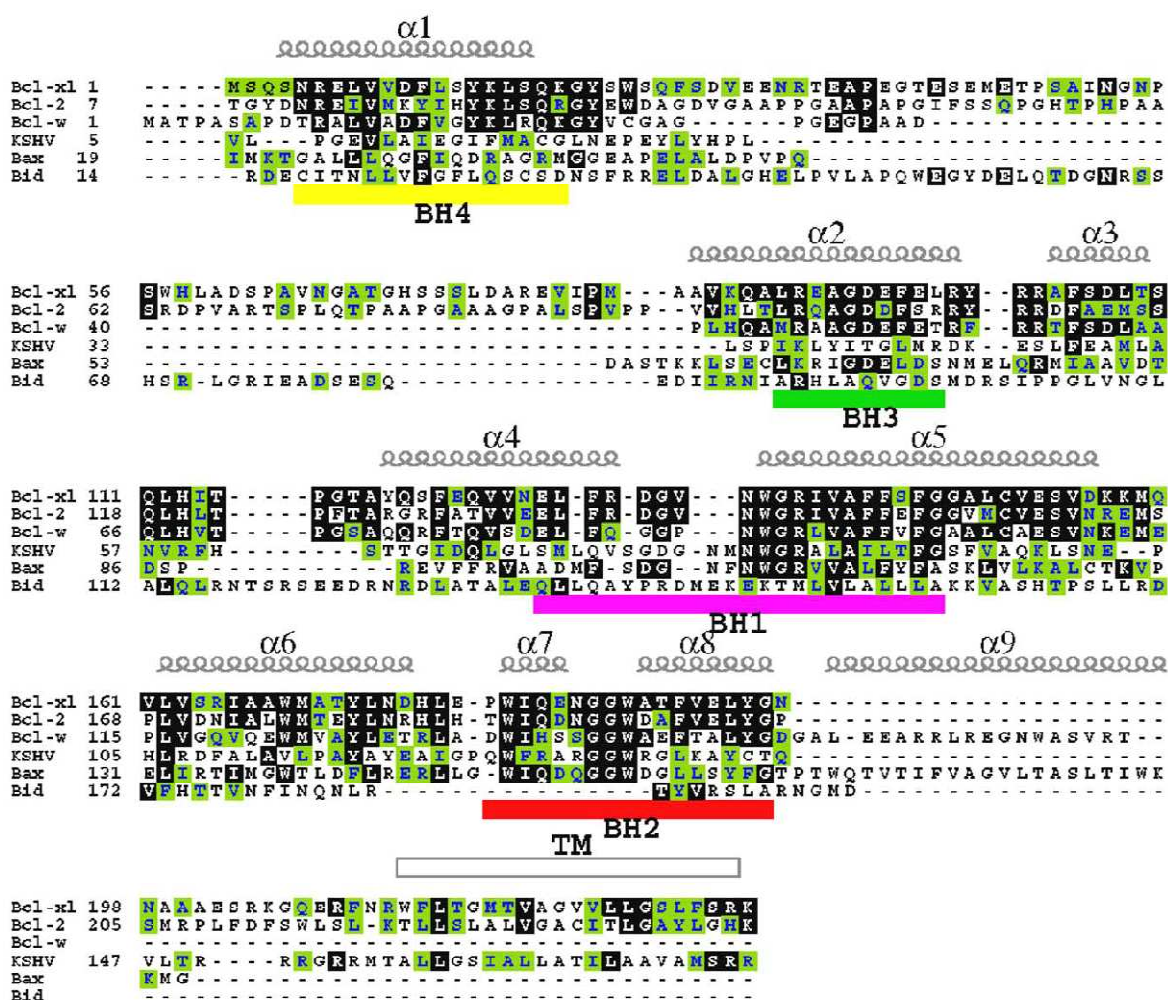 α1
Bcl-xl 1 -----MSQSNRELVVDFLSYKLSQKGYSWSQFSDVEENRTEAPEGTESEMETPSAINGNP
Bcl-2 7 -----TGYDNREIVMKYIHYKLSQRGYEWDAGDVGAAPPGAAPAPGIFSSQPGHTPHPAA
Bcl-w 1 MATPASAPDTRALVADFVGYKLRQKGYVCGAG------PGEGPAAD--------------
KSHV 5 -----VL---PGEVLAIEGIFMACGLNEPEYLYHPL------------------------
Bax 19 -----IMKTGALLLQGFIQDRAGRMGGEAPELALDPVPQ---------------------
Bid 14 ------RDECITNLLVFGFLQSCSDNSFRRELDALGHELPVLAPQWEGYDELQTDGNRSS
BH4
α2 α3
Bcl-xl 56 SWHLADSPAVNGATGHSSSLDAREVIPM----AAVKQALREAGDEFELRY--RRAFSDLTS
Bcl-2 62 SRDPVARTSPLQTPAAPGAAAGPALSPVPP--VVHLTLRQAGDDFSRRY--RRDFAEMSS
Bcl-w 40 --------------------------------PLHQAMRAAGDEFETRF--RRTFSDLAA
KSHV 33 ----------------------------------LSPIKLYITGLMRDK---ESLFEAMLA
Bax 53 ---------------------------DASTKKLSECLKRIGDELDSNMELQRMIAAVDT
Bid 68 HSR-LGRIEADSESQ---------------EDIIRNIARHLAQVGDSMDRSIPPGLVNGL
BH3
α4 α5
Bcl-xl 111 QLHIT-----PGTAYQSFEQVVNEL-FR-DGV---NWGRIVAFFSFGGALCVESVDKKMQ
Bcl-2 118 QLHLT-----PFTARGRFATVVEEL-FR-DGV---NWGRIVAFFEFGGVMCVESVNREMS
Bcl-w 66 QLHVT-----PGSAQQRFTQVSDEL-FQ-GGP---NWGRLVAFFVFGAALCAESVNKEME
KSHV 57 NVRFH--------STTGIDQLGLSMLQVSGDG-NMNWGRALAILTFGSFVAQKLSNE--P
Bax 86 DSP------------REVFFRVAADMF-SDG--NFNWGRVVALFYFASKLVLKALCTKVP
Bid 112 ALQLRNTSRSEEDRNRDLATALEQLLQAYPRDMEKEKTMLVLALLLAKKVASHTPSLLRD
BH1
α6 α7 α8 α9
Bcl-xl 161 VLVSRIAAWMATYLNDHLE-PWIQENGGWATFVELYGN----------------------
Bcl-2 168 PLVDNIALWMTEYLNRHLH-TWIQDNGGWDAFVELYGP----------------------
Bcl-w 115 PLVGQVQEWMVAYLETRLA-DWIHSSGGWAEFTALYGDGAL-EEARRLREGNWASVRT--
KSHV 105 HLRDFALAVLPAYAYEAIGPQWFRARGGWRGLKAYCTQ----------------------
Bax 131 ELIRTIMGWTLDFLRERLLG-WIQDQGGWDGLLSYFGTPTWQTVTIFVAGVLTASLTIWK
Bid 172 VFHTTVNFINQNLR----------------TYVRSLARNGMD------------------
BH2
TM
Bcl-xl 198 NAAAESRKGQERFNRWFLTGMTVAGVVLLGSLFSRK
Bcl-2 205 SMRPLFDFSWLSL-KTLLSLALVGACITLGAYLGHK
Bcl-w ------------------------------------
KSHV 147 VLTR----RRGRRMTALLGSIALLATILAAVAMSRR
Bax KMG---------------------------------
Bid ------------------------------------